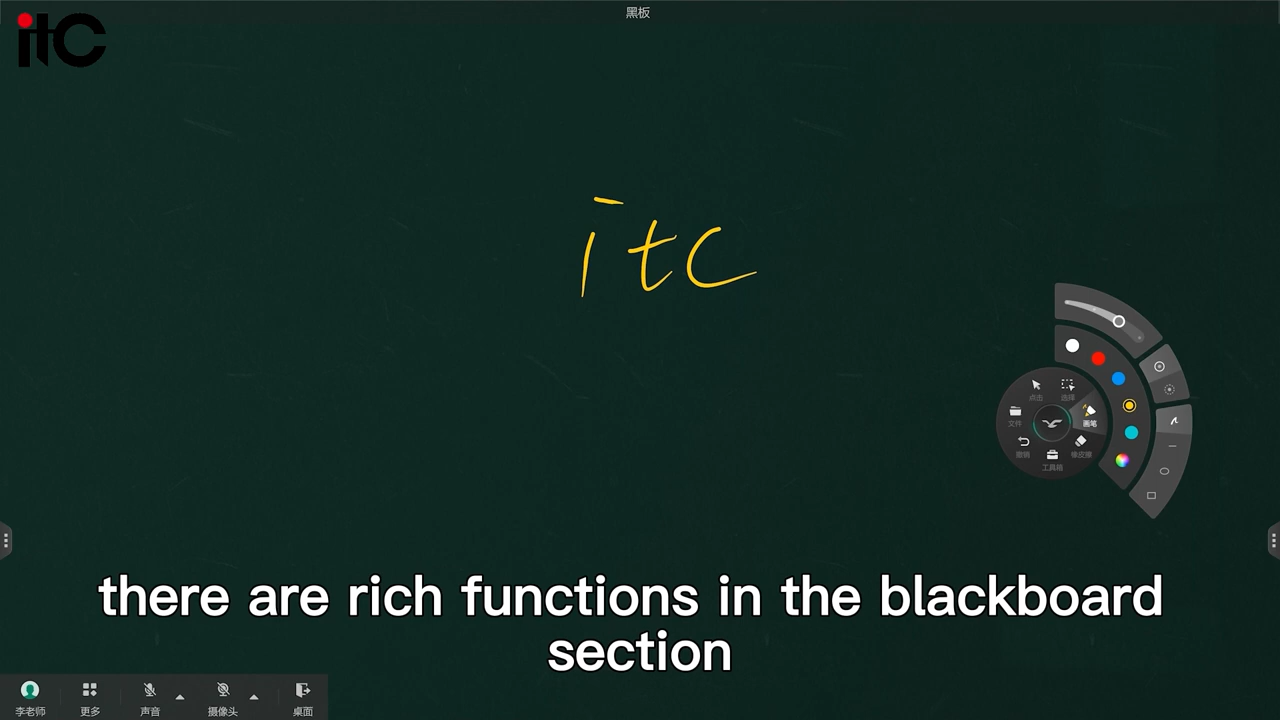 itc
黑板
itc
点击
选择
文件
画笔
撤销
橡皮擦
工具箱
there are rich functions in the blackboard
section
李老师
更多
声音
摄像头
桌面